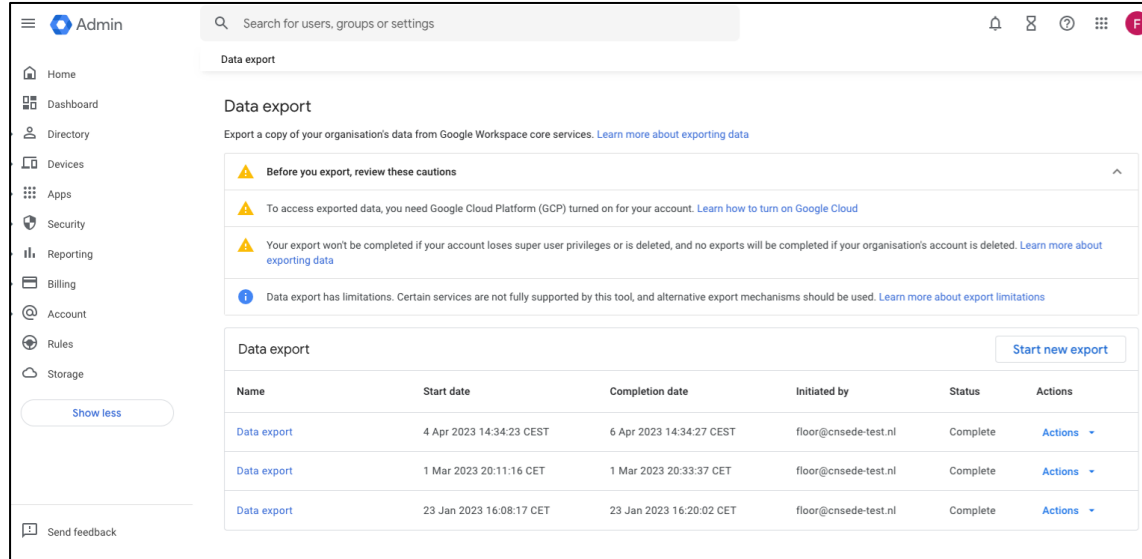 Admin
Search for users, groups or settings
F
Data export
Home
Dashboard
Directory
Devices
Apps
Security
Reporting
Billing
Account
Rules
Storage
Show less
Send feedback
Data export
Export a copy of your organisation's data from Google Workspace core services. Learn more about exporting data
Before you export, review these cautions
To access exported data, you need Google Cloud Platform (GCP) turned on for your account. Learn how to turn on Google Cloud
Your export won't be completed if your account loses super user privileges or is deleted, and no exports will be completed if your organisation's account is deleted. Learn more about
exporting data
Data export has limitations. Certain services are not fully supported by this tool, and alternative export mechanisms should be used. Learn more about export limitations
Data export Start new export
Name Start date Completion date Initiated by Status Actions
Data export 4 Apr 2023 14:34:23 CEST 6 Apr 2023 14:34:27 CEST floor@cnsede-test.nl Complete Actions
Data export 1 Mar 2023 20:11:16 CET 1 Mar 2023 20:33:37 CET floor@cnsede-test.nl Complete Actions
Data export 23 Jan 2023 16:08:17 CET 23 Jan 2023 16:20:02 CET floor@cnsede-test.nl Complete Actions